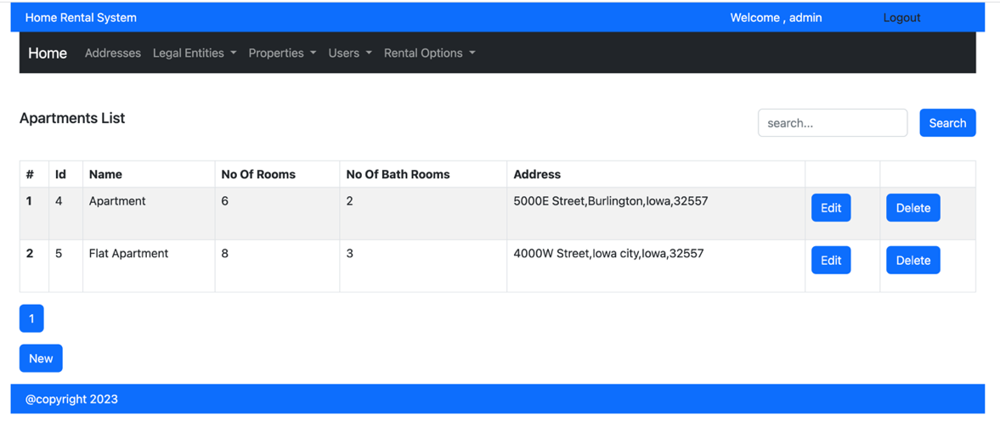 Home Rental System Welcome , admin Logout
Home Addresses Legal Entities Properties Users Rental Options
Apartments List search... Search
# Id Name No Of Rooms No Of Bath Rooms Address
1 4 Apartment 6 2 5000E Street,Burlington,Iowa,32557 Edit Delete
2 5 Flat Apartment 8 3 4000W Street,Iowa city,Iowa,32557 Edit Delete
1
New
@copyright 2023